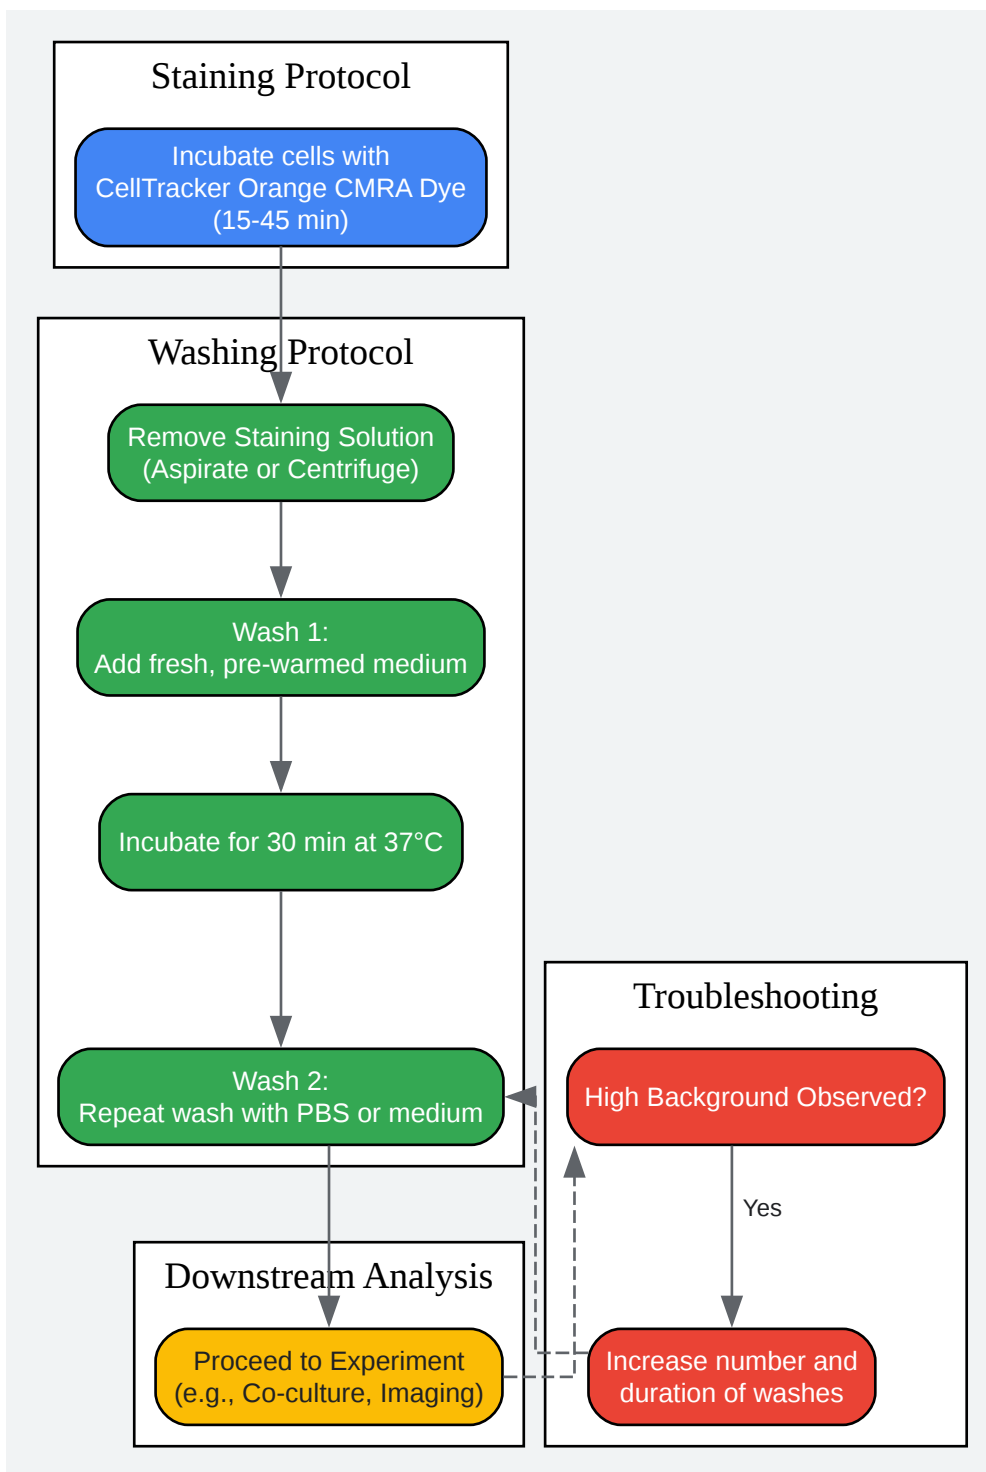 Staining Protocol
Incubate cells with
CellTracker Orange CMRA Dye
(15-45 min)
Washing Protocol
Remove Staining Solution
(Aspirate or Centrifuge)
Wash 1:
Add fresh, pre-warmed medium
Incubate for 30 min at 37°C
Wash 2:
Repeat wash with PBS or medium
Troubleshooting
High Background Observed?
Yes
Increase number and
duration of washes
Downstream Analysis
Proceed to Experiment
(e.g., Co-culture, Imaging)